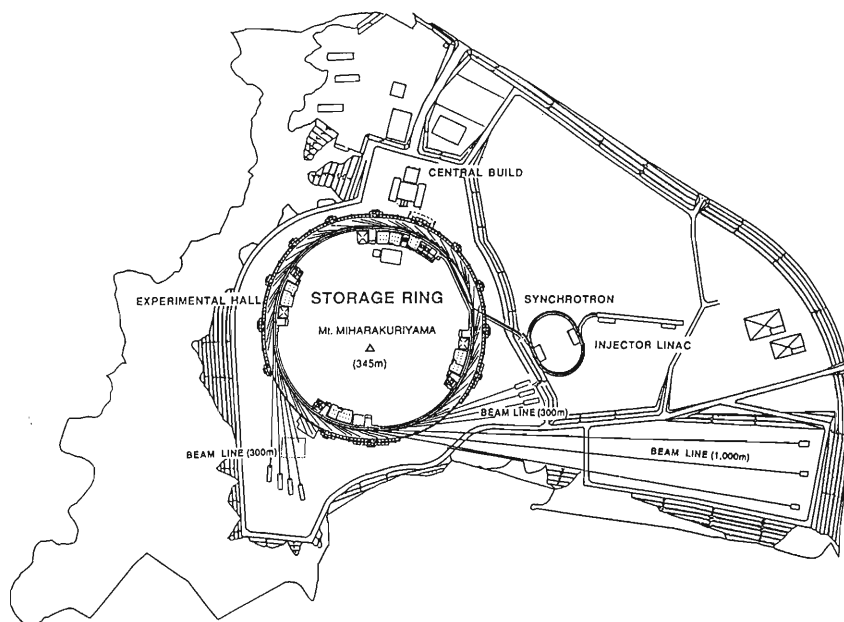 CENTRAL BUILD
EXPERIMENTAL HALL
STORAGE RING
SYNCHROTRON
Mt. MIHARAKURIYAMA
(345m)
INJECTOR LINAC
BEAM LINE (300m)
BEAM LINE (300m)
BEAM LINE (1,000m)